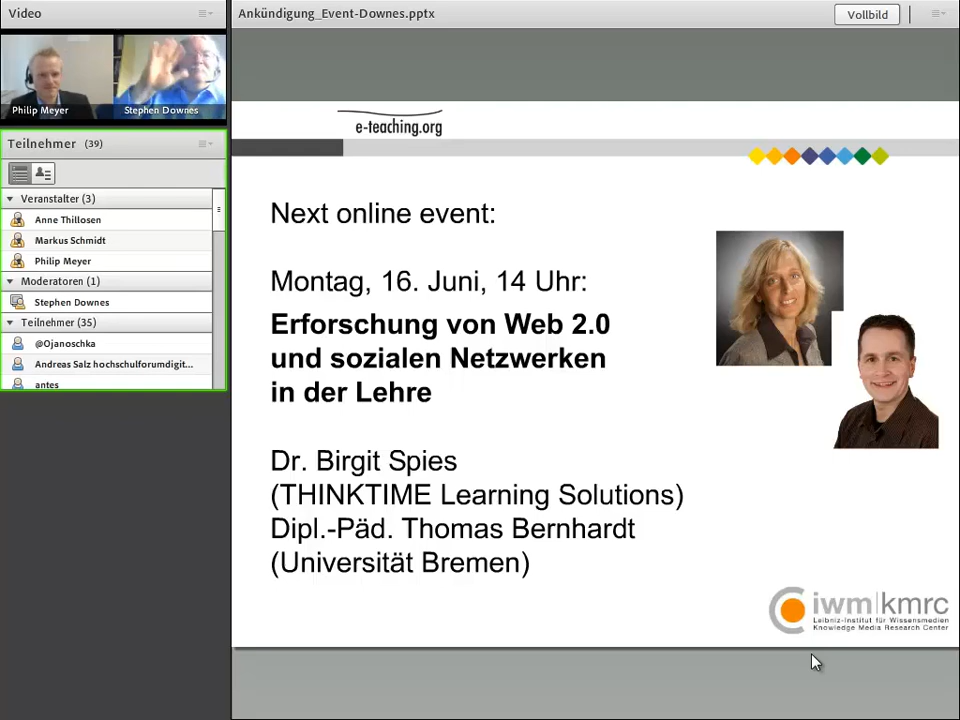 Video
Philip Meyer
Stephen Downes
Teilnehmer (39)
Veranstalter (3)
Anne Thillosen
Markus Schmidt
Philip Meyer
Moderatoren (1)
Stephen Downes
Teilnehmer (35)
@Ojanoschka
Andreas Salz hochschulforumdigit...
antes
Ankündigung_Event-Downes.pptx
Vollbild
e-teaching.org
Next online event:
Montag, 16. Juni, 14 Uhr:
Erforschung von Web 2.0
und sozialen Netzwerken
in der Lehre
Dr. Birgit Spies
(THINKTIME Learning Solutions)
Dipl.-Päd. Thomas Bernhardt
(Universität Bremen)
iwm|kmrc
Leibniz-Institut für Wissensmedien
Knowledge Media Research Center